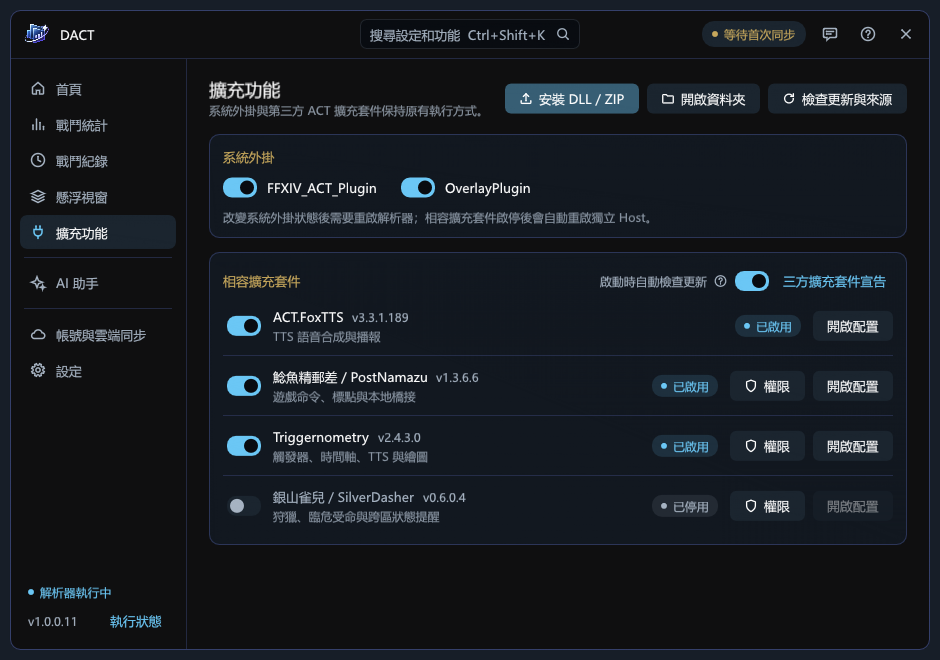 DACT
搜尋設定和功能 Ctrl+Shift+K
等待首次同步
首頁
戰鬥統計
戰鬥紀錄
懸浮視窗
擴充功能
AI 助手
帳號與雲端同步
設定
解析器執行中
v1.0.0.11 執行狀態
擴充功能
系統外掛與第三方 ACT 擴充套件保持原有執行方式。
安裝 DLL / ZIP
開啟資料夾
檢查更新與來源
系統外掛
FFXIV_ACT_Plugin
OverlayPlugin
改變系統外掛狀態後需要重啟解析器；相容擴充套件啟停後會自動重啟獨立 Host。
相容擴充套件
啟動時自動檢查更新
三方擴充套件宣告
ACT.FoxTTS v3.3.1.189
TTS 語音合成與播報
已啟用
開啟配置
鯰魚精郵差 / PostNamazu v1.3.6.6
遊戲命令、標點與本地橋接
已啟用
權限
開啟配置
Triggernometry v2.4.3.0
觸發器、時間軸、TTS 與繪圖
已啟用
權限
開啟配置
銀山雀兒 / SilverDasher v0.6.0.4
狩獵、臨危受命與跨區狀態提醒
已停用
權限
開啟配置